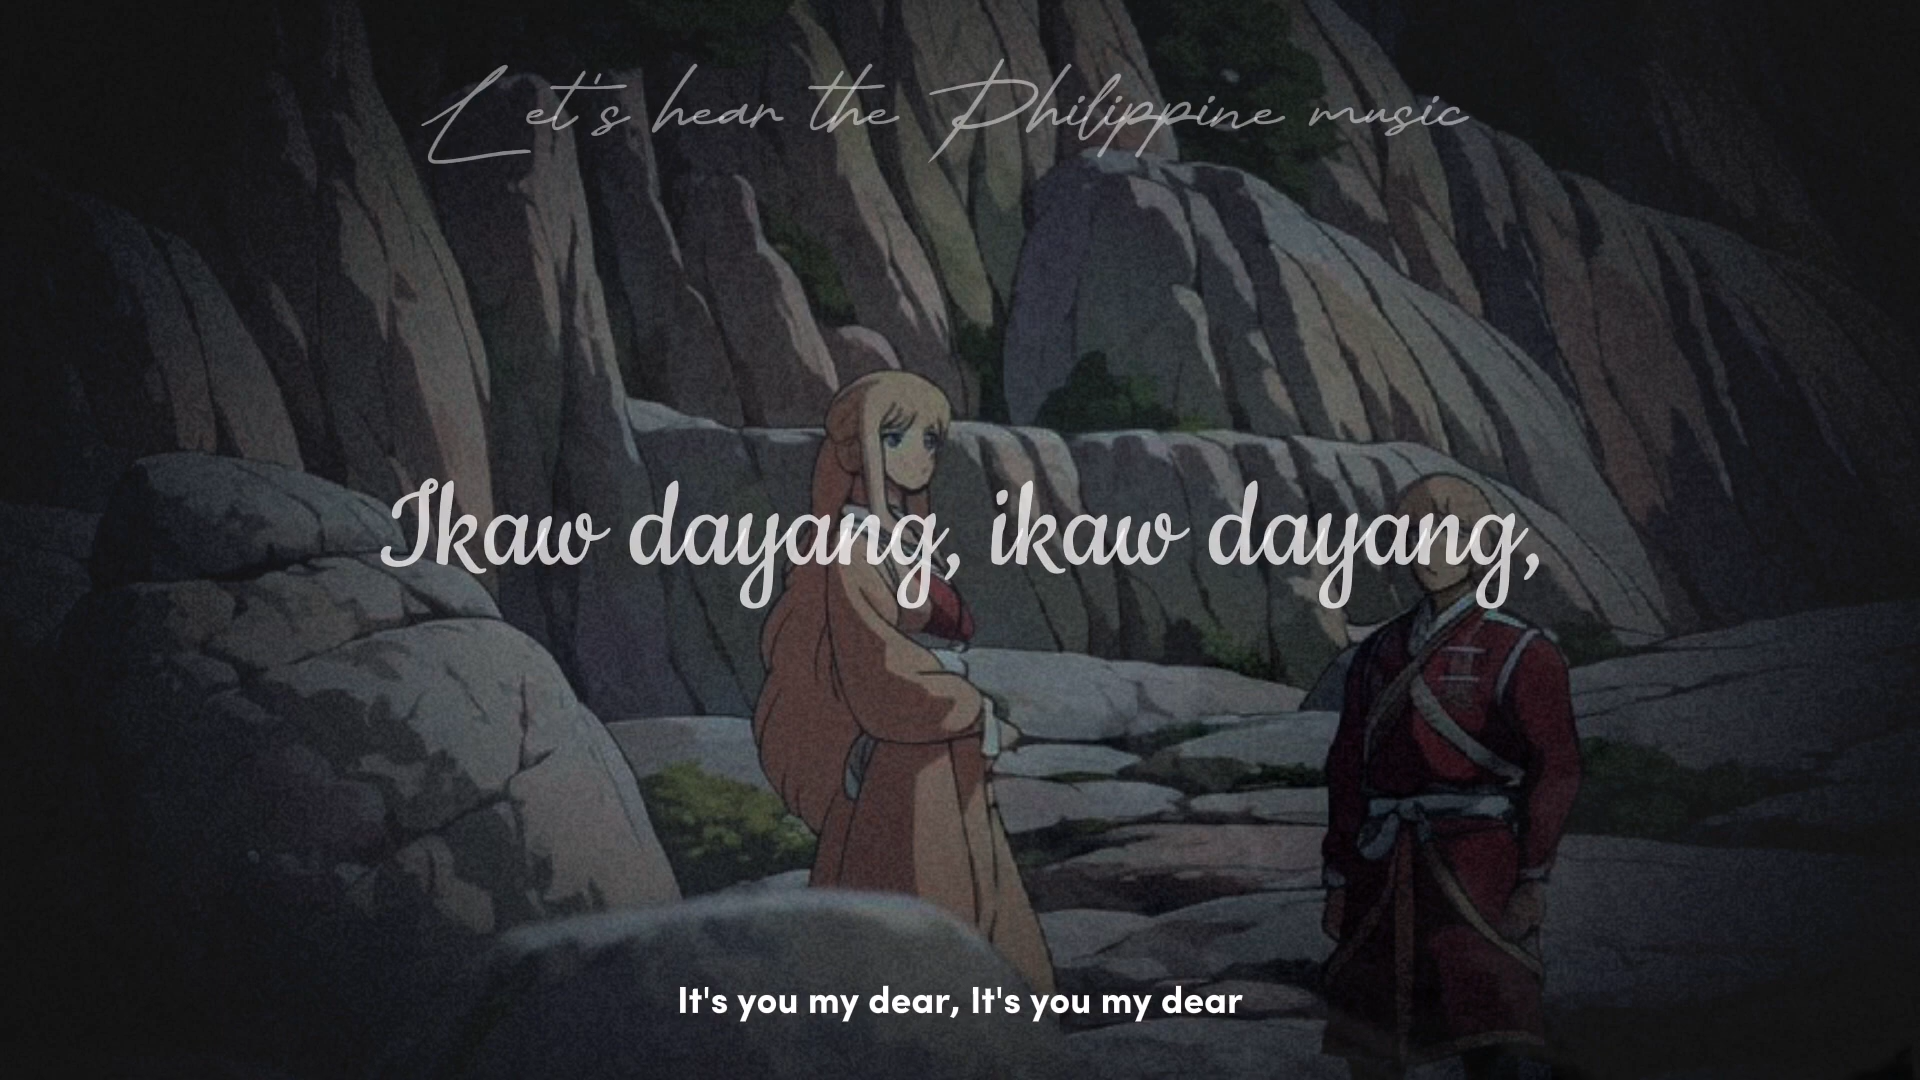 Let's hear the Philippine music
Ikaw dayang, ikaw dayang,
It's you my dear, It's you my dear